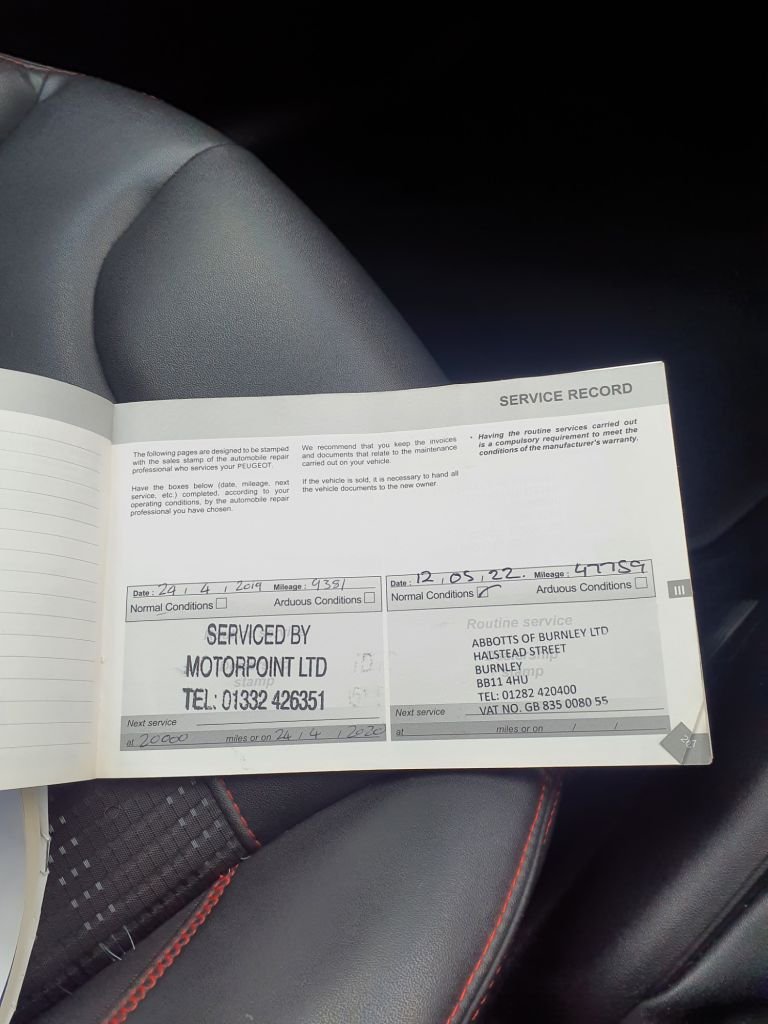 SERVICE RECORD
The following pages are designed to be stamped
with the sales stamp of the automobile repair
professional who services your PEUGEOT.
Have the boxes below (date, mileage, next
service, etc.) completed, according to your
operating conditions, by the automobile repair
professional you have chosen.
We recommend that you keep the invoices
and documents that relate to the maintenance
carried out on your vehicle.
If the vehicle is sold, it is necessary to hand all
the vehicle documents to the new owner.
• Having the routine services carried out
is a compulsory requirement to meet the
conditions of the manufacturer's warranty.
Date : 24 / 4 / 2019 Mileage : 9381
Normal Conditions Arduous Conditions
SERVICED BY
MOTORPOINT LTD
stamp
TEL: 01332 426351
Next service
at 20000 miles or on 24 / 4 / 2020
Date : 12 / 05 / 22. Mileage : 47759
Normal Conditions ✓ Arduous Conditions
Routine service
ABBOTTS OF BURNLEY LTD
HALSTEAD STREET
BURNLEY
stamp
BB11 4HU
TEL: 01282 420400
VAT NO. GB 835 0080 55
Next service
at miles or on / /
III